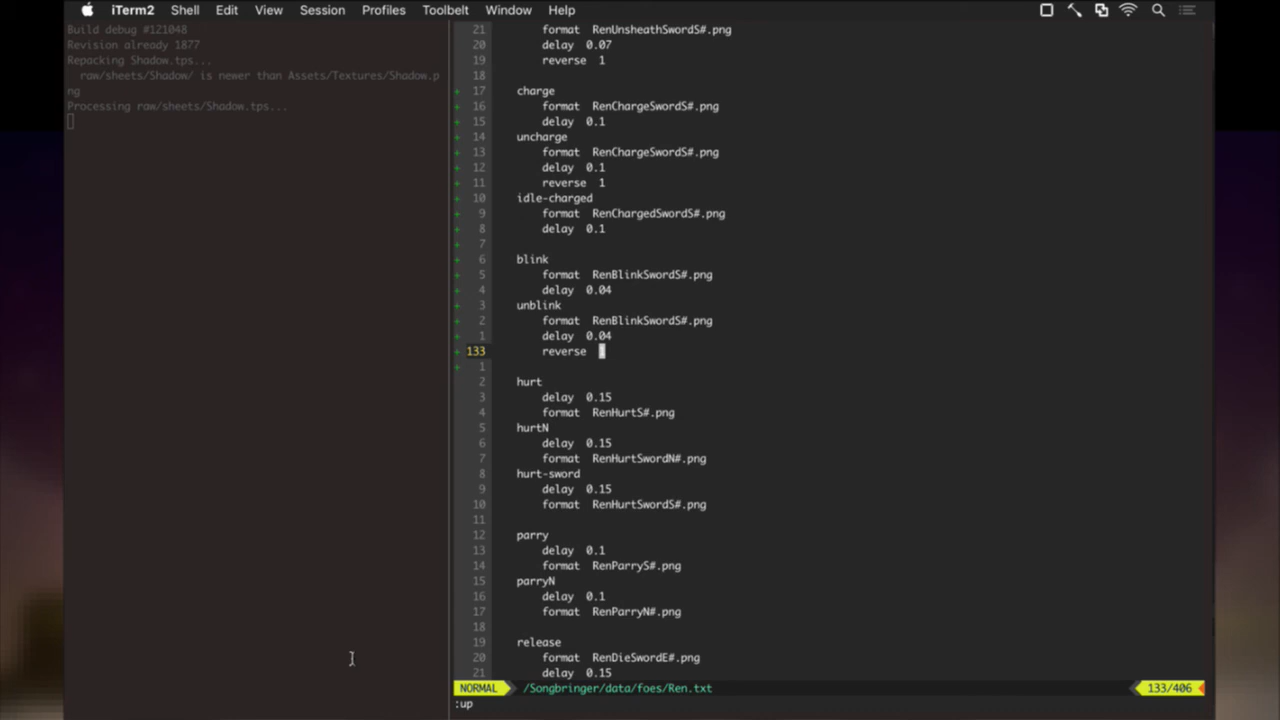 iTerm2 Shell Edit View Session Profiles Toolbelt Window Help
Build debug #121048
Revision already 1877
Repacking Shadow.tps...
raw/sheets/Shadow/ is newer than Assets/Textures/Shadow.p
ng
Processing raw/sheets/Shadow.tps...
21 format RenUnsheathSwordS#.png
20 delay 0.07
19 reverse 1
18
+ 17 charge
+ 16 format RenChargeSwordS#.png
+ 15 delay 0.1
+ 14 uncharge
+ 13 format RenChargeSwordS#.png
+ 12 delay 0.1
+ 11 reverse 1
+ 10 idle-charged
+ 9 format RenChargedSwordS#.png
+ 8 delay 0.1
+ 7
+ 6 blink
+ 5 format RenBlinkSwordS#.png
+ 4 delay 0.04
+ 3 unblink
+ 2 format RenBlinkSwordS#.png
+ 1 delay 0.04
+ 133 reverse
+ 1
2 hurt
3 delay 0.15
4 format RenHurtS#.png
5 hurtN
6 delay 0.15
7 format RenHurtSwordN#.png
8 hurt-sword
9 delay 0.15
10 format RenHurtSwordS#.png
11
12 parry
13 delay 0.1
14 format RenParryS#.png
15 parryN
16 delay 0.1
17 format RenParryN#.png
18
19 release
20 format RenDieSwordE#.png
21 delay 0.15
NORMAL /Songbringer/data/foes/Ren.txt 133/406
:up